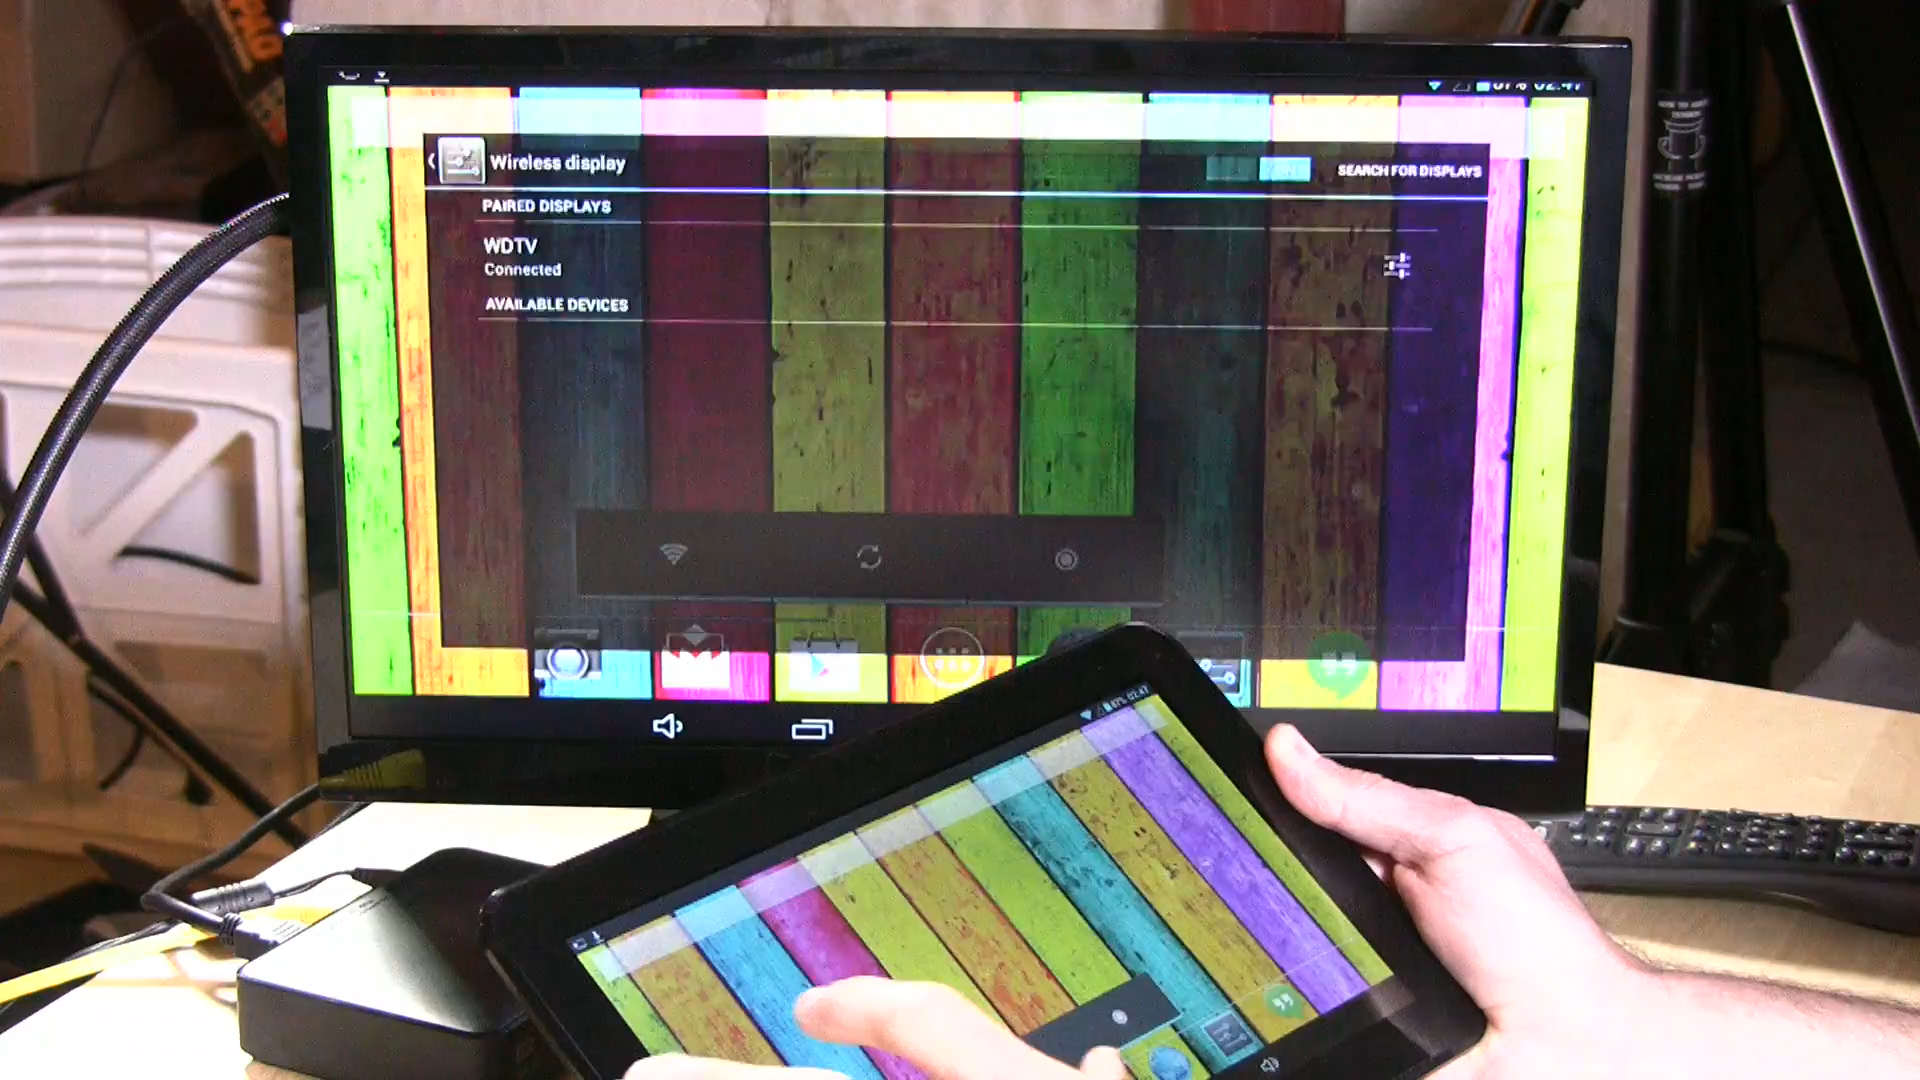 Wireless display
SEARCH FOR DISPLAYS
PAIRED DISPLAYS
WDTV
Connected
AVAILABLE DEVICES